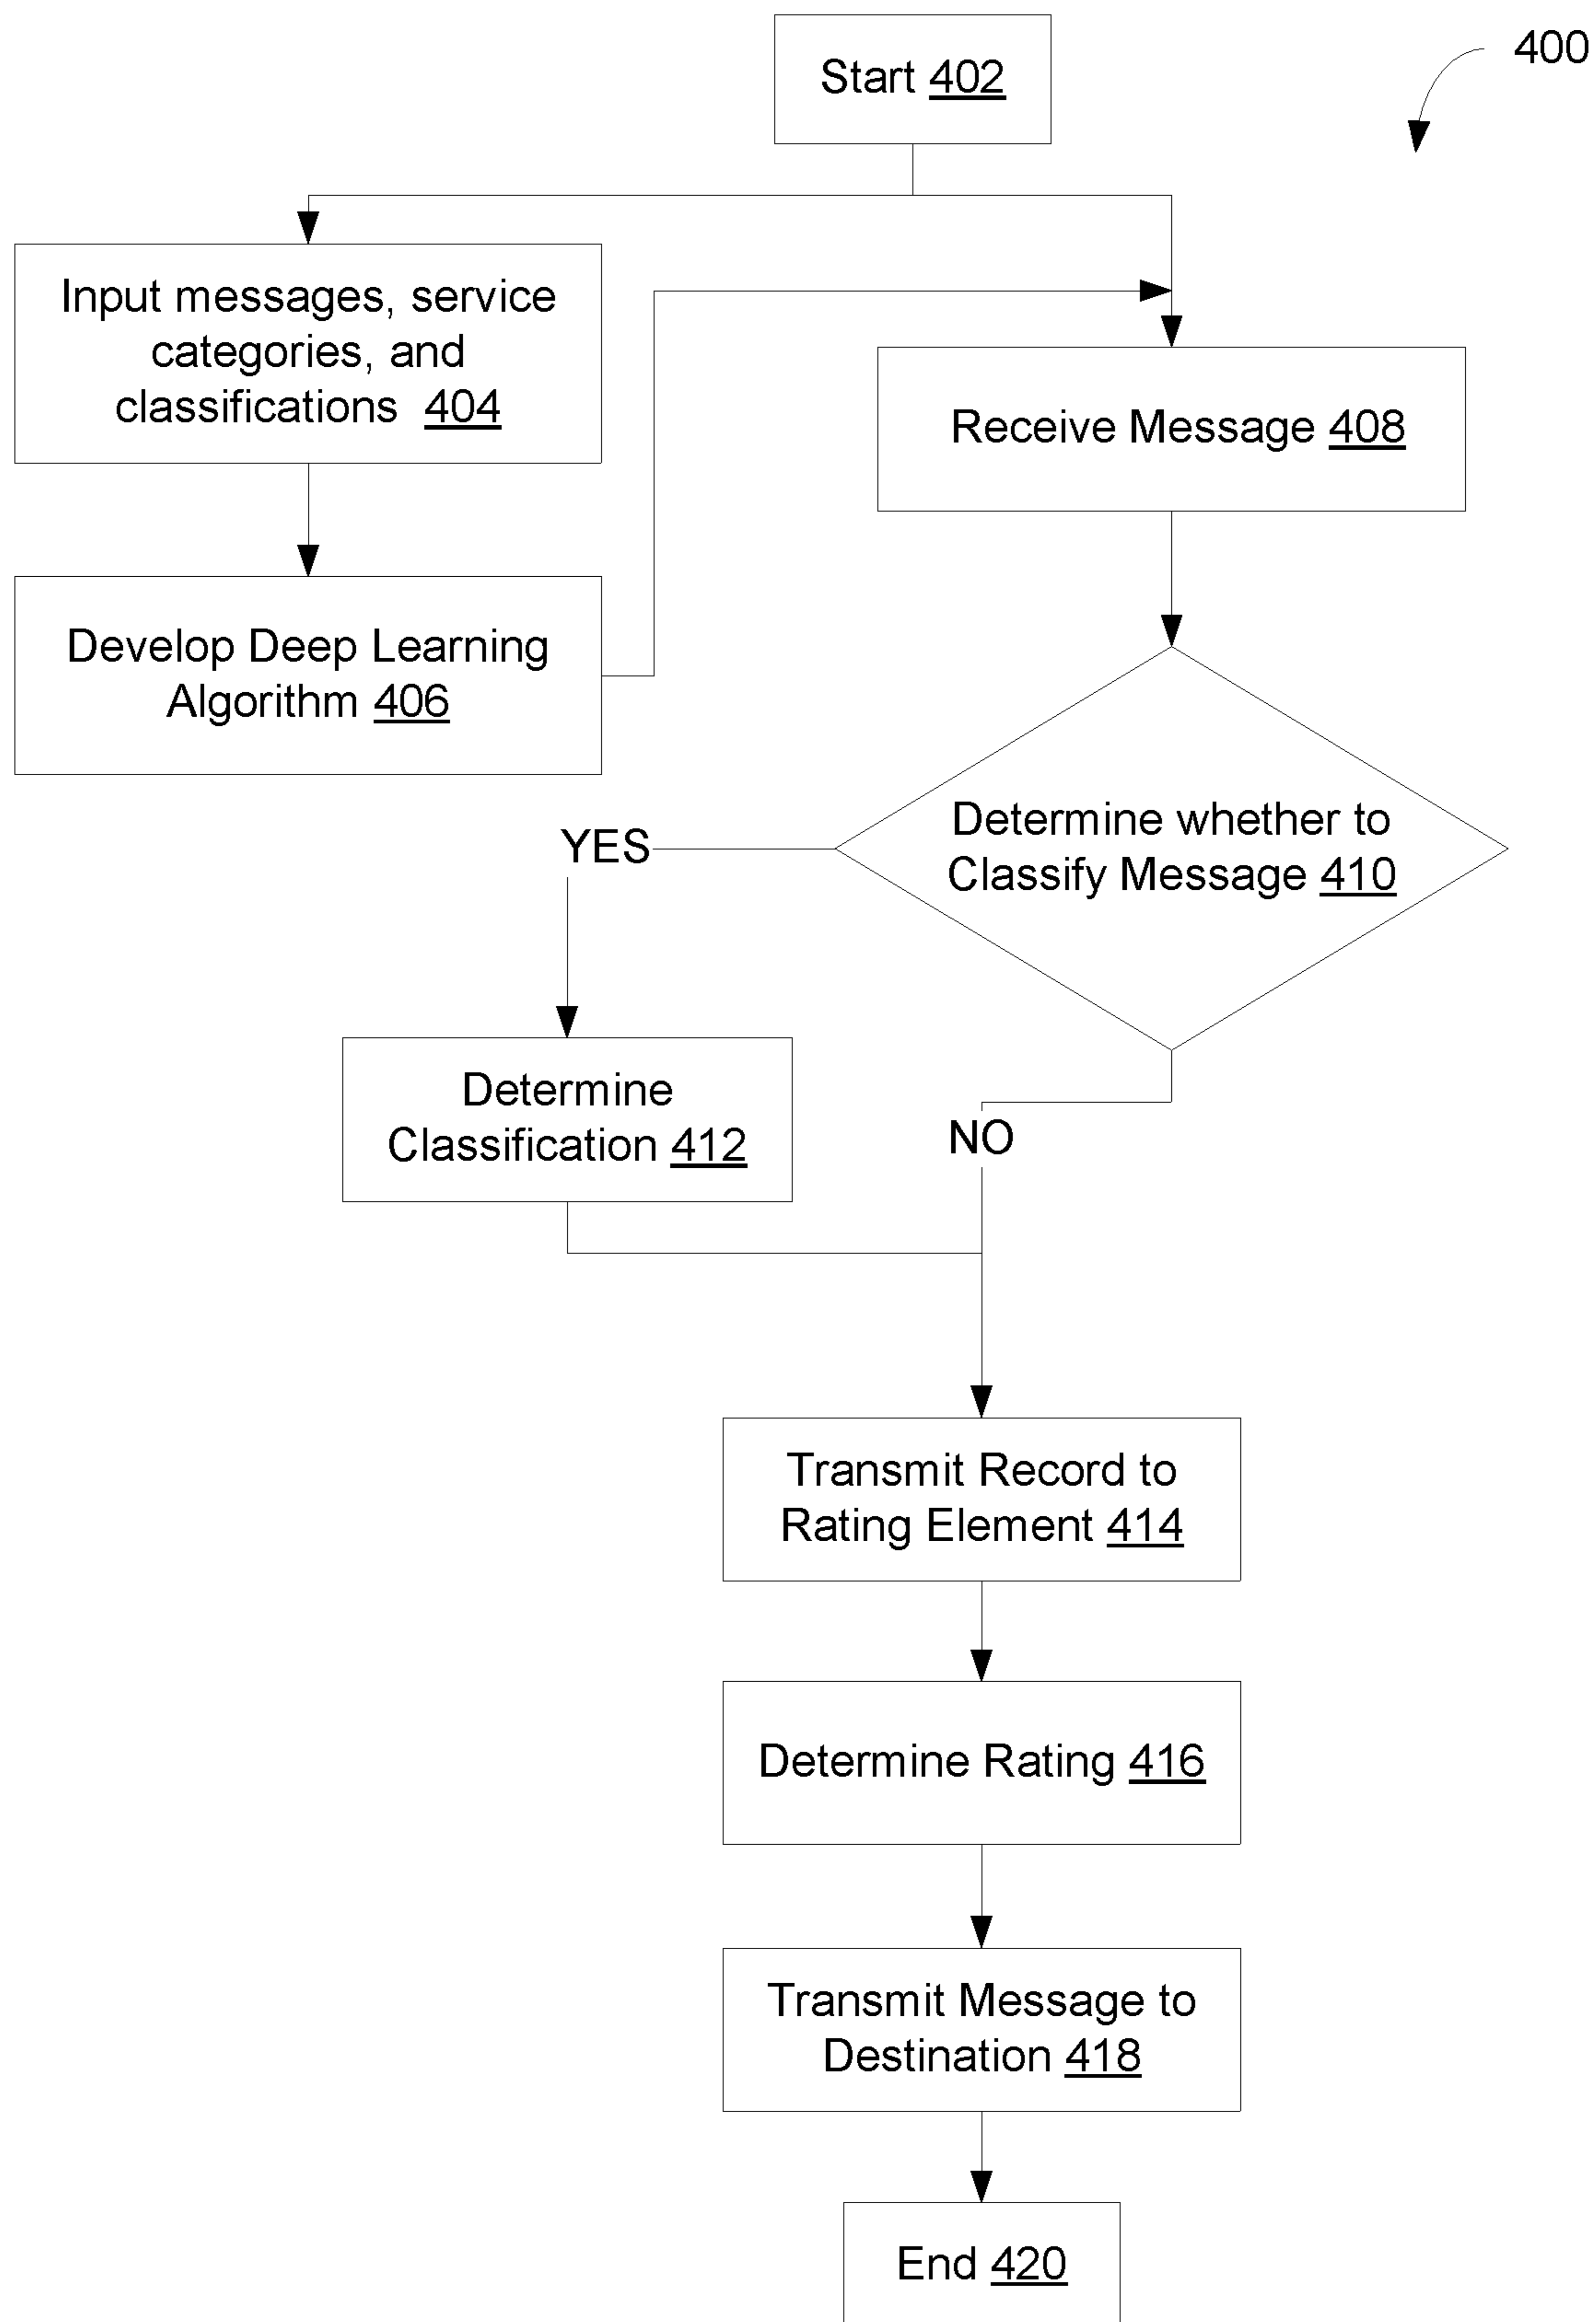 400
Start 402
Input messages, service
categories, and
classifications 404
Receive Message 408
Develop Deep Learning
Algorithm 406
Determine whether to
Classify Message 410
YES
Determine
Classification 412
NO
Transmit Record to
Rating Element 414
Determine Rating 416
Transmit Message to
Destination 418
End 420